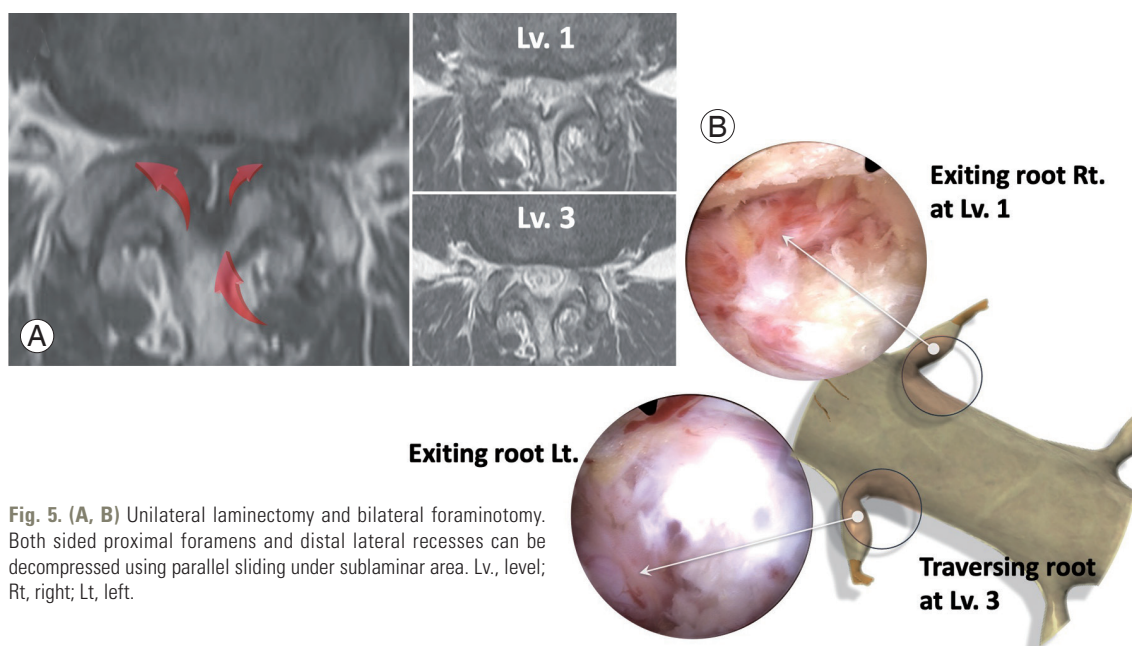 Lv. 1
Lv. 3
A
B
Exiting root Rt.
at Lv. 1
Exiting root Lt.
Traversing root
at Lv. 3
Fig. 5. (A, B) Unilateral laminectomy and bilateral foraminotomy.
Both sided proximal foramens and distal lateral recesses can be
decompressed using parallel sliding under sublaminar area. Lv., level;
Rt, right; Lt, left.